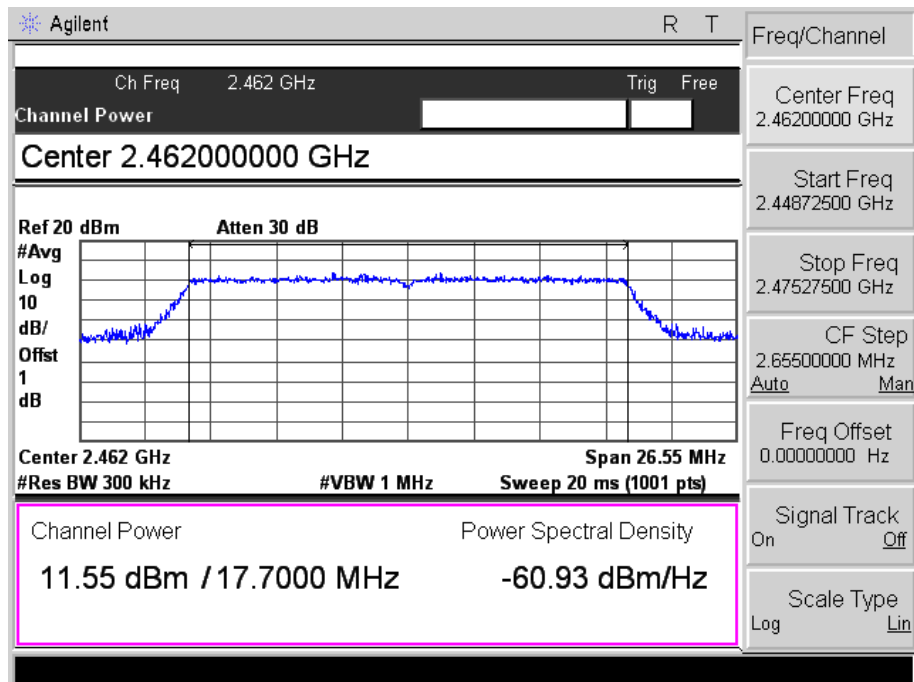 Agilent R T
Ch Freq 2.462 GHz Trig Free
Channel Power
Center 2.462000000 GHz
Ref 20 dBm Atten 30 dB
#Avg
Log
10
dB/
Offst
1
dB
Center 2.462 GHz Span 26.55 MHz
#Res BW 300 kHz #VBW 1 MHz Sweep 20 ms (1001 pts)
Channel Power Power Spectral Density
11.55 dBm / 17.7000 MHz -60.93 dBm/Hz
Freq/Channel
Center Freq
2.46200000 GHz
Start Freq
2.44872500 GHz
Stop Freq
2.47527500 GHz
CF Step
2.65500000 MHz
Auto Man
Freq Offset
0.00000000 Hz
Signal Track
On Off
Scale Type
Log Lin